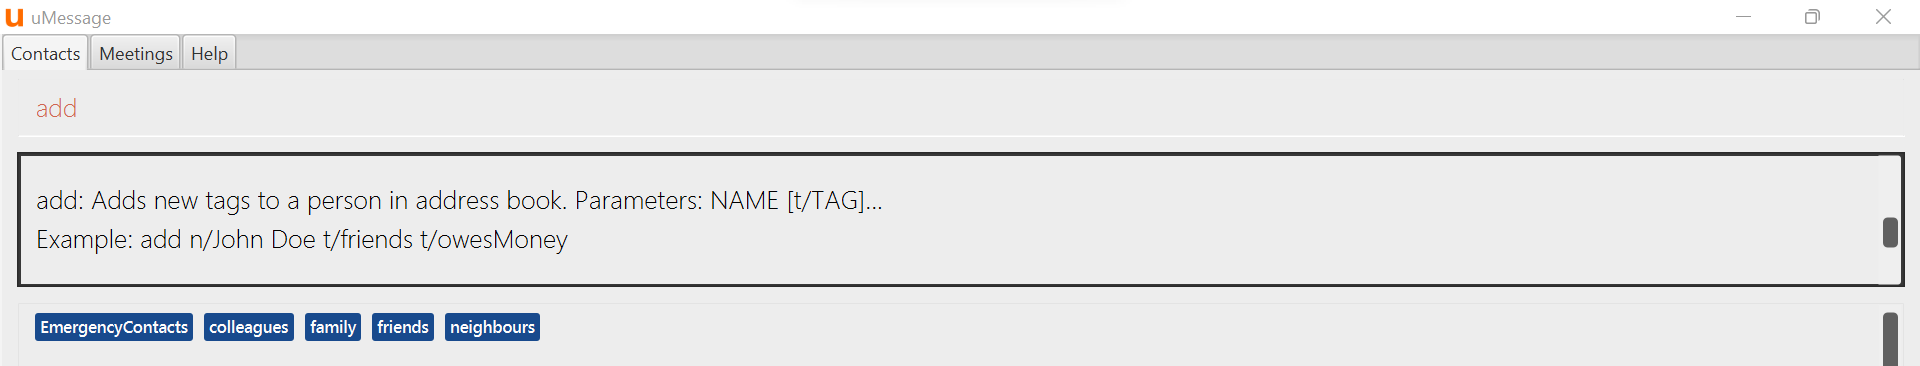 uMessage
Contacts Meetings Help
add
add: Adds new tags to a person in address book. Parameters: NAME [t/TAG]...
Example: add n/John Doe t/friends t/owesMoney
EmergencyContacts colleagues family friends neighbours